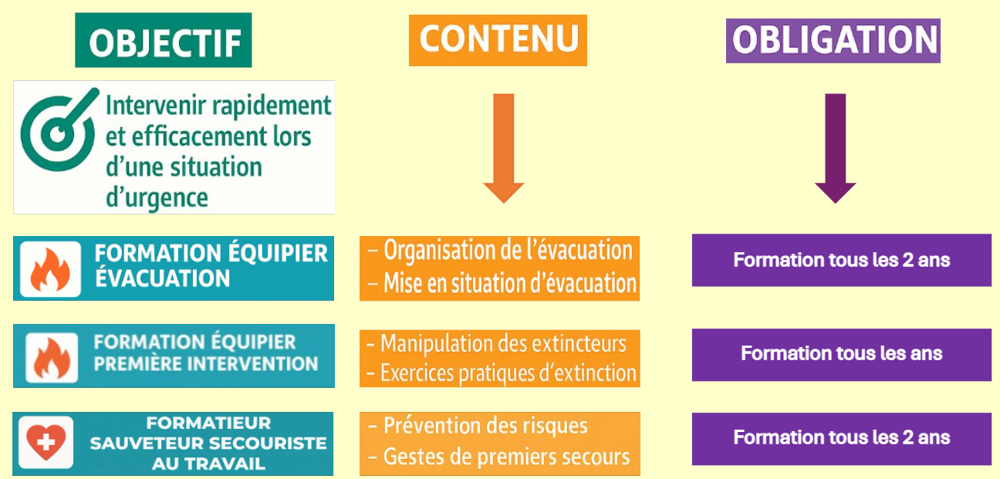 OBJECTIF
CONTENU
OBLIGATION
Intervenir rapidement
et efficacement lors
d'une situation
d'urgence
FORMATION ÉQUIPIER
ÉVACUATION
– Organisation de l'évacuation
– Mise en situation d'évacuation
Formation tous les 2 ans
FORMATION ÉQUIPIER
PREMIÈRE INTERVENTION
– Manipulation des extincteurs
– Exercices pratiques d'extinction
Formation tous les ans
FORMATIEUR
SAUVETEUR SECOURISTE
AU TRAVAIL
– Prévention des risques
– Gestes de premiers secours
Formation tous les 2 ans